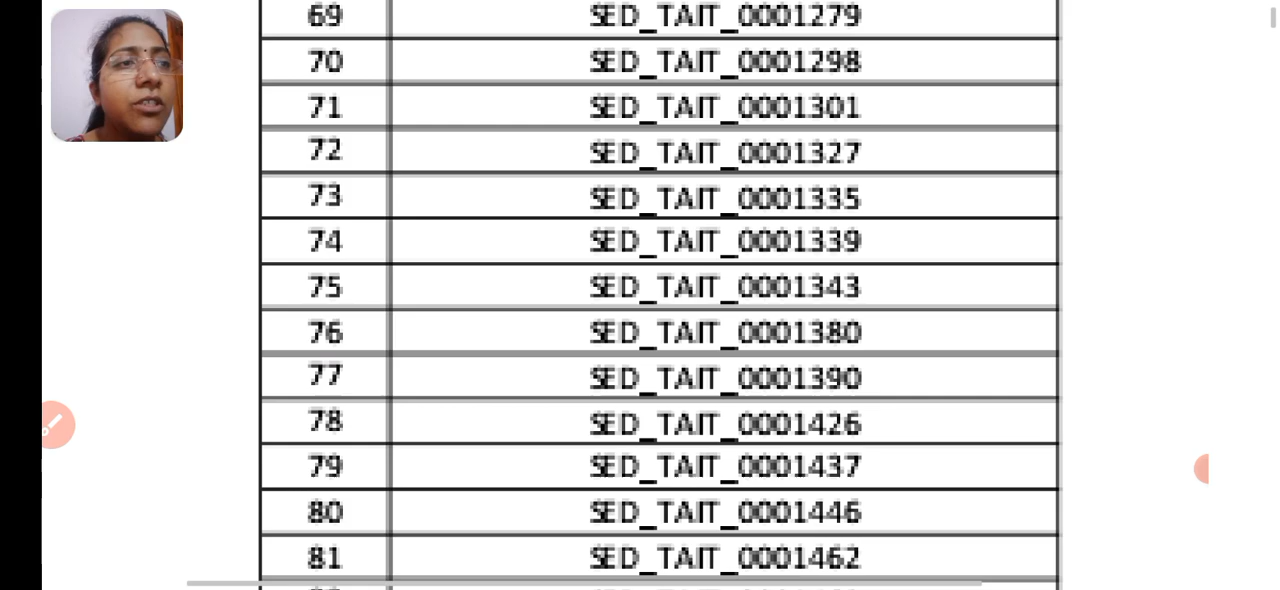 69 SED_TAIT_0001279
70 SED_TAIT_0001298
71 SED_TAIT_0001301
72 SED_TAIT_0001327
73 SED_TAIT_0001335
74 SED_TAIT_0001339
75 SED_TAIT_0001343
76 SED_TAIT_0001380
77 SED_TAIT_0001390
78 SED_TAIT_0001426
79 SED_TAIT_0001437
80 SED_TAIT_0001446
81 SED_TAIT_0001462